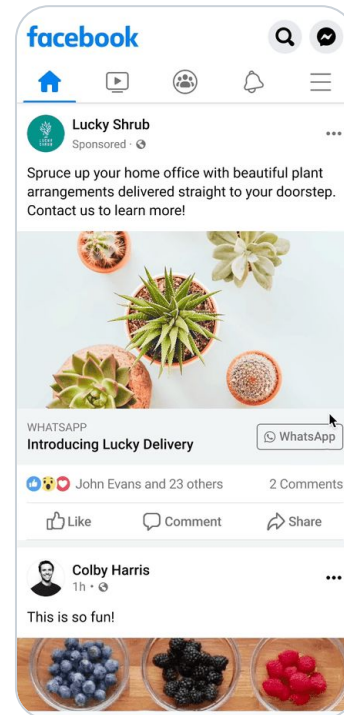 facebook
Lucky Shrub
Sponsored ·
Spruce up your home office with beautiful plant
arrangements delivered straight to your doorstep.
Contact us to learn more!
WHATSAPP
Introducing Lucky Delivery
WhatsApp
John Evans and 23 others
2 Comments
Like
Comment
Share
Colby Harris
1h ·
This is so fun!